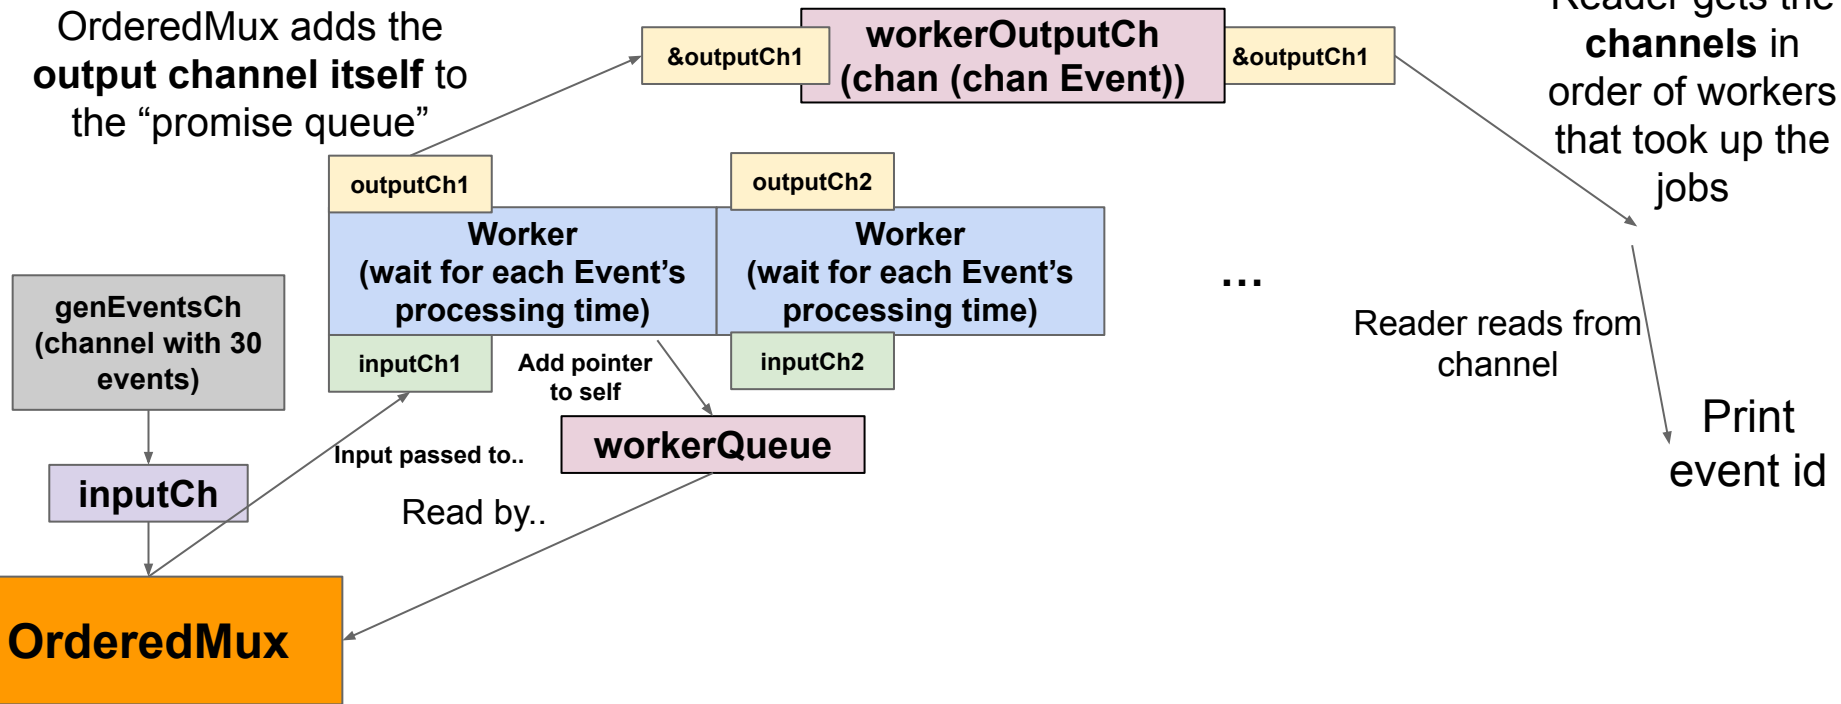 OrderedMux adds the
output channel itself to
the “promise queue”
&outputCh1
workerOutputCh
(chan (chan Event))
&outputCh1
Reader gets the
channels in
order of workers
that took up the
jobs
outputCh1
outputCh2
Worker
(wait for each Event’s
processing time)
Worker
(wait for each Event’s
processing time)
...
genEventsCh
(channel with 30
events)
inputCh1
Add pointer
to self
inputCh2
Reader reads from
channel
workerQueue
Input passed to..
Print
event id
inputCh
Read by..
OrderedMux